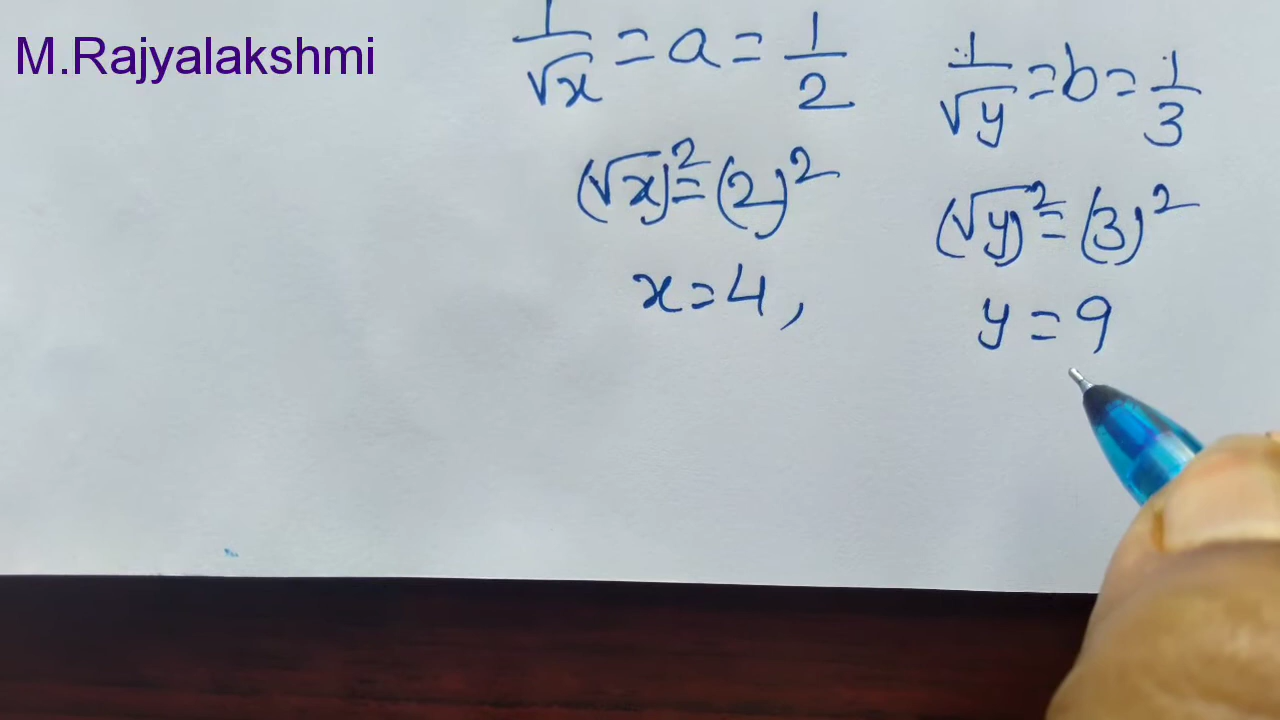 M.Rajyalakshmi
1/√x = a = 1/2
1/√y = b = 1/3
(√x)² = (2)²
(√y)² = (3)²
x = 4,
y = 9